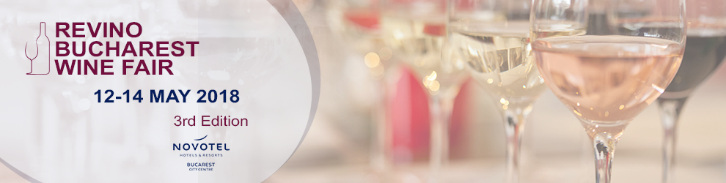 REVINO
BUCHAREST
WINE FAIR
12-14 MAY 2018
3rd Edition
NOVOTEL
HOTELS & RESORTS
BUCAREST
CITY CENTRE